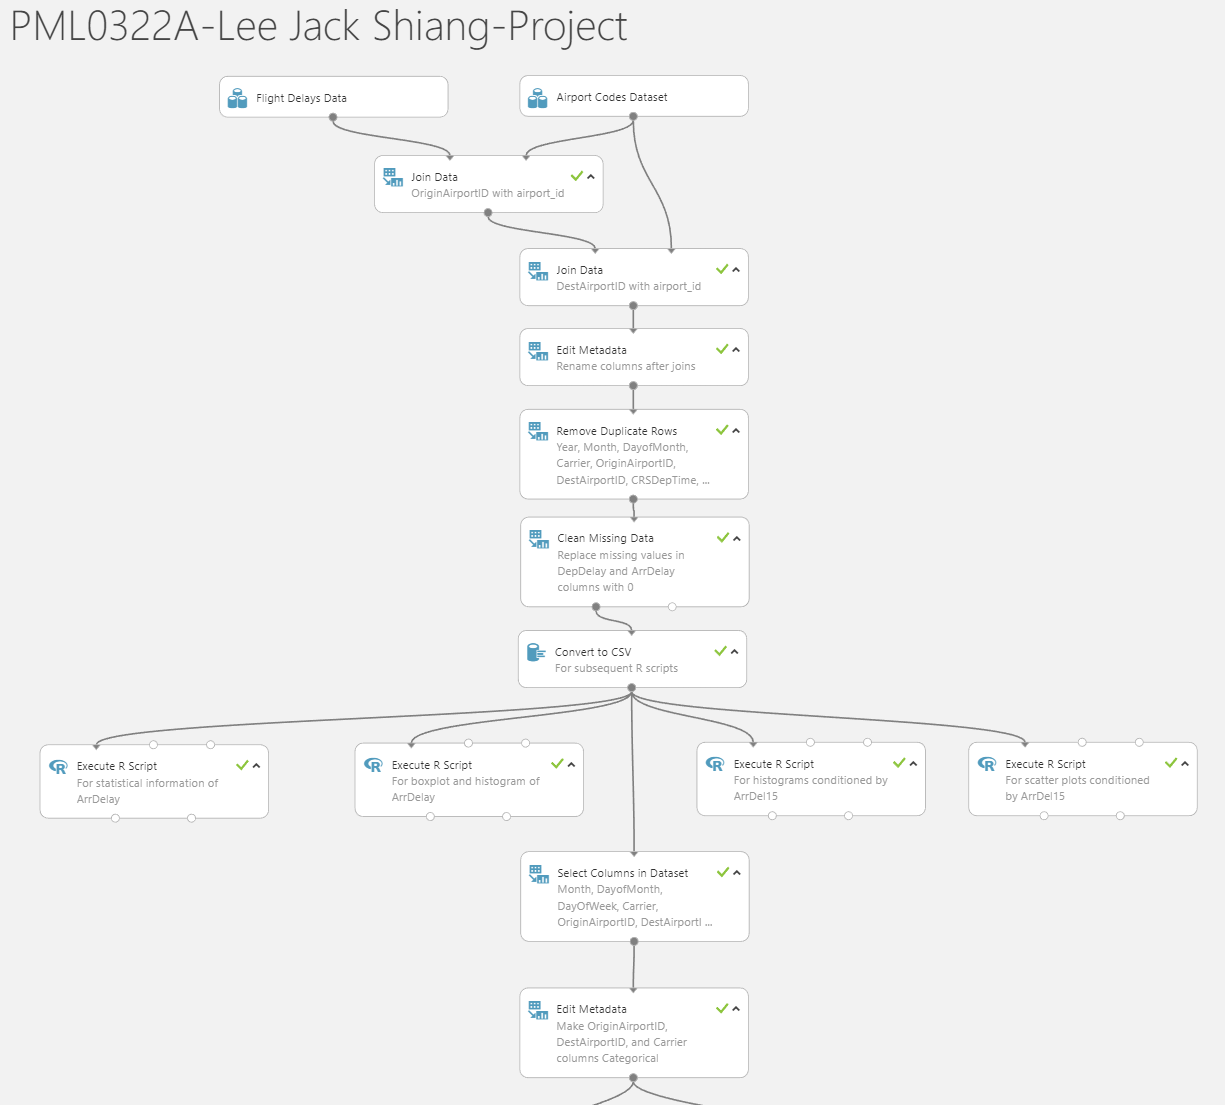 PML0322A-Lee Jack Shiang-Project
Flight Delays Data
Airport Codes Dataset
Join Data
OriginAirportID with airport_id
Join Data
DestAirportID with airport_id
Edit Metadata
Rename columns after joins
Remove Duplicate Rows
Year, Month, DayofMonth,
Carrier, OriginAirportID,
DestAirportID, CRSDepTime, ...
Clean Missing Data
Replace missing values in
DepDelay and ArrDelay
columns with 0
Convert to CSV
For subsequent R scripts
Execute R Script
For statistical information of
ArrDelay
Execute R Script
For boxplot and histogram of
ArrDelay
Execute R Script
For histograms conditioned by
ArrDel15
Execute R Script
For scatter plots conditioned
by ArrDel15
Select Columns in Dataset
Month, DayofMonth,
DayOfWeek, Carrier,
OriginAirportID, DestAirportI ...
Edit Metadata
Make OriginAirportID,
DestAirportID, and Carrier
columns Categorical